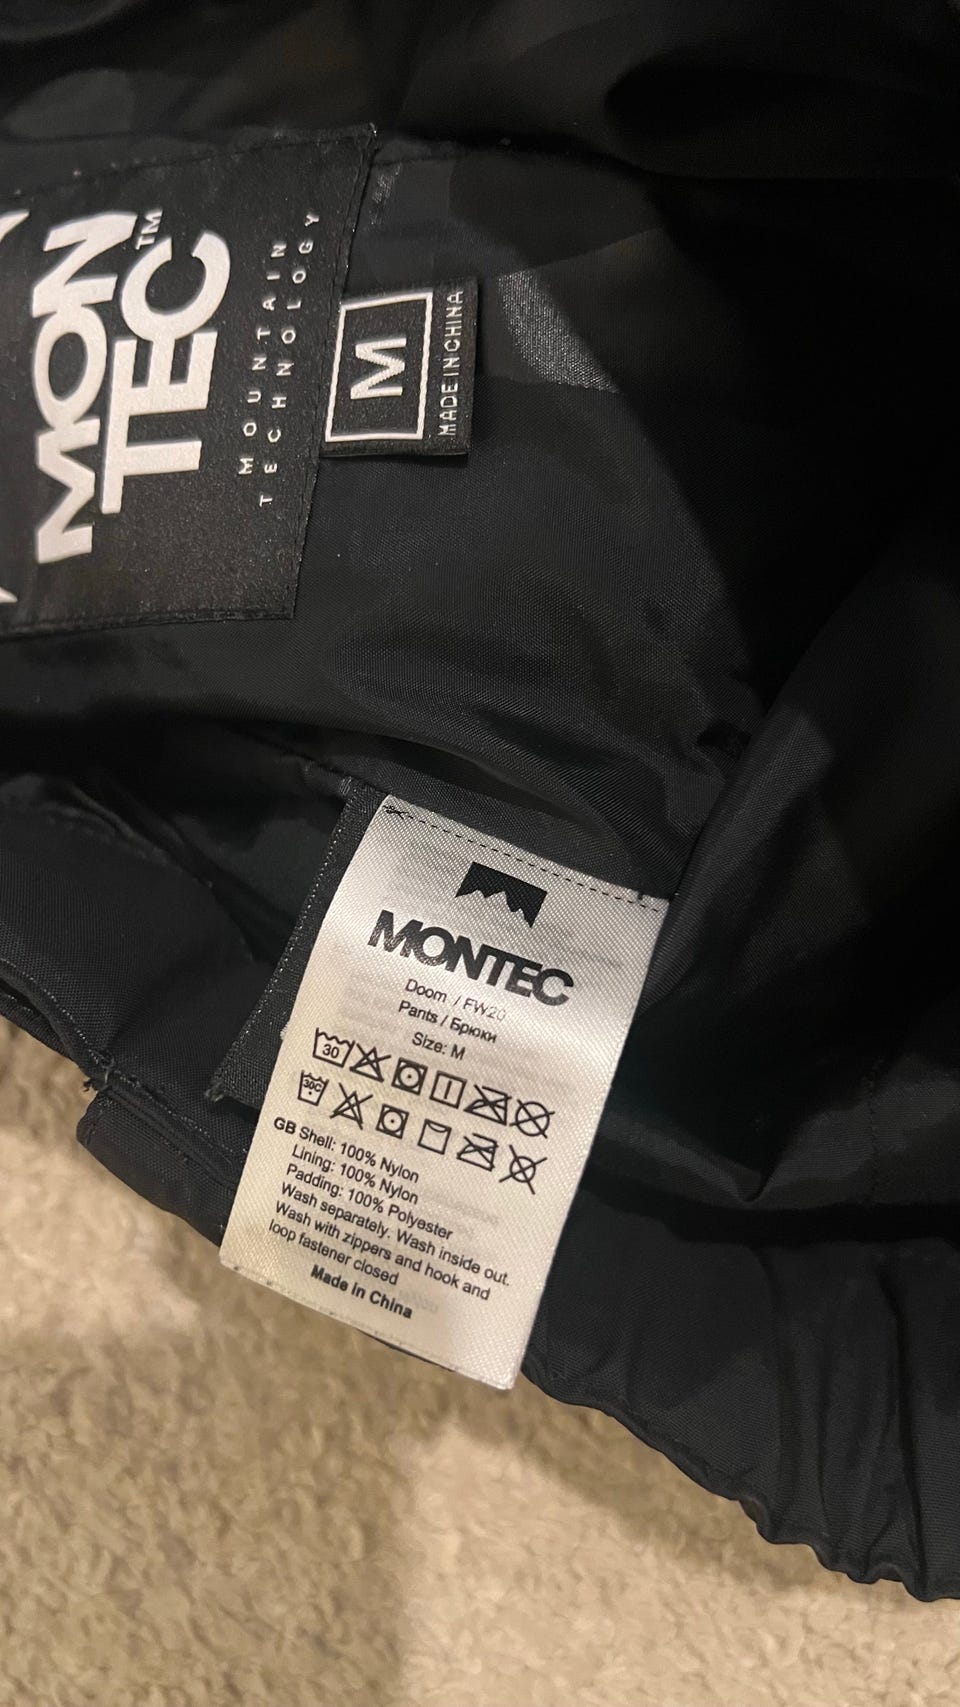 MON
TEC™
MOUNTAIN
TECHNOLOGY
M
MADE IN CHINA
MONTEC
Doom / FW20
Pants / Брюки
Size: M
30
30C
GB Shell: 100% Nylon
Lining: 100% Nylon
Padding: 100% Polyester
Wash separately. Wash inside out.
Wash with zippers and hook and
loop fastener closed
Made in China